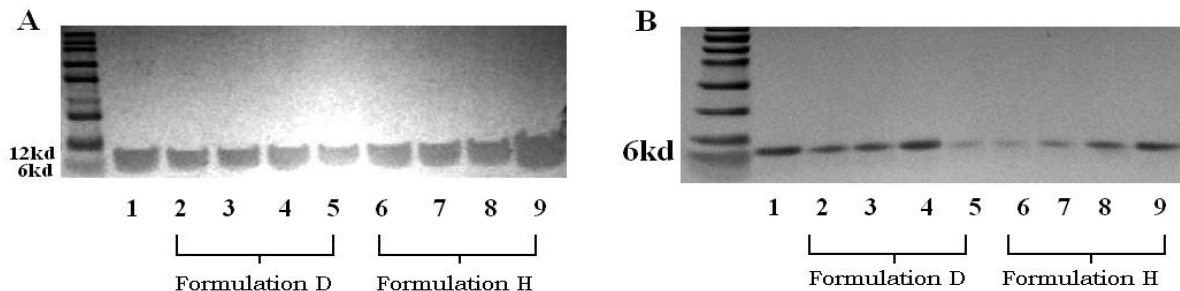 A
12kd
6kd
1 2 3 4 5 6 7 8 9
Formulation D Formulation H
B
6kd
1 2 3 4 5 6 7 8 9
Formulation D Formulation H